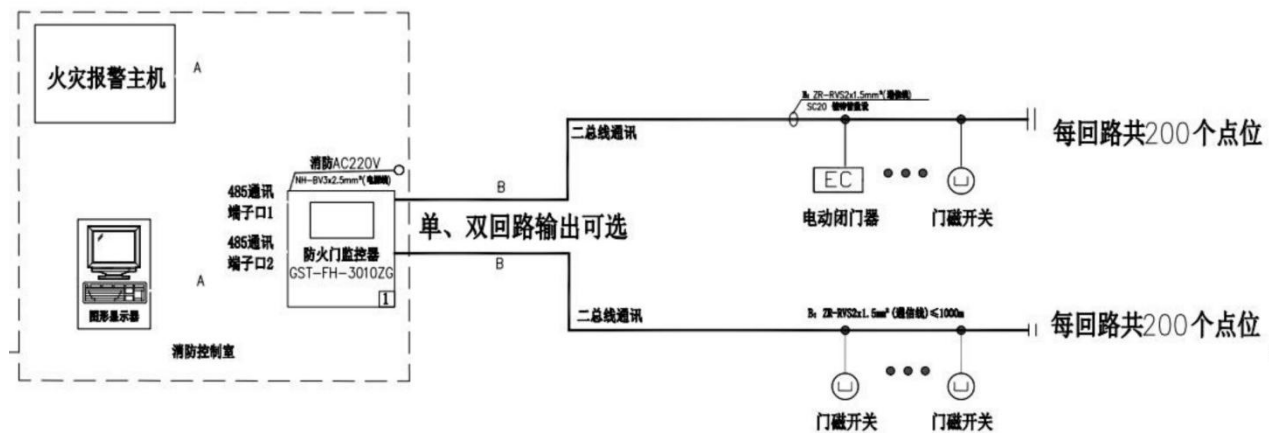 火灾报警主机
A
消防AC220V
NH-BV3x2.5mm²(电源线)
485通讯
端子口1
485通讯
端子口2
防火门监控器
GST-FH-3010ZG
1
A
图形显示器
消防控制室
B
单、双回路输出可选
B
二总线通讯
B: ZR-RVS2x1.5mm²(通信线)
SC20
EC
电动闭门器
门磁开关
每回路共200个点位
二总线通讯
B: ZR-RVS2x1.5mm²(通信线)≤1000m
门磁开关
门磁开关
每回路共200个点位